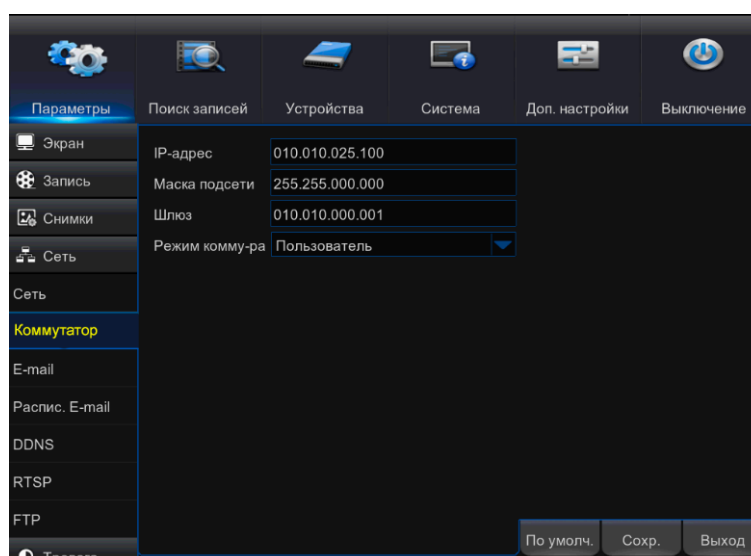 Параметры
Поиск записей
Устройства
Система
Доп. настройки
Выключение
Экран
Запись
Снимки
Сеть
Сеть
Коммутатор
E-mail
Распис. E-mail
DDNS
RTSP
FTP
IP-адрес 010.010.025.100
Маска подсети 255.255.000.000
Шлюз 010.010.000.001
Режим комму-ра Пользователь
По умолч. Сохр. Выход